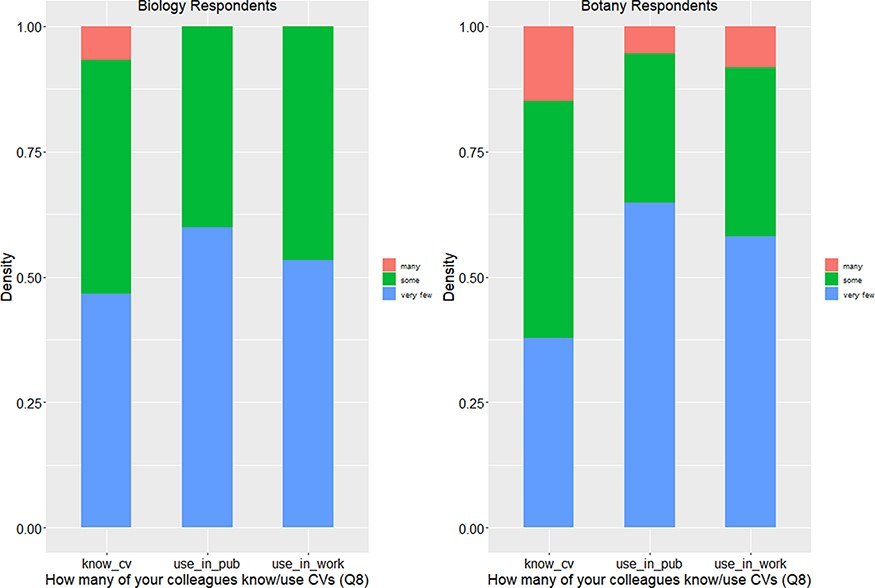 Biology Respondents
1.00
0.75
0.50
0.25
0.00
Density
know_cv use_in_pub use_in_work
How many of your colleagues know/use CVs (Q8)
many
some
very few
Botany Respondents
1.00
0.75
0.50
0.25
0.00
Density
know_cv use_in_pub use_in_work
How many of your colleagues know/use CVs (Q8)
many
some
very few